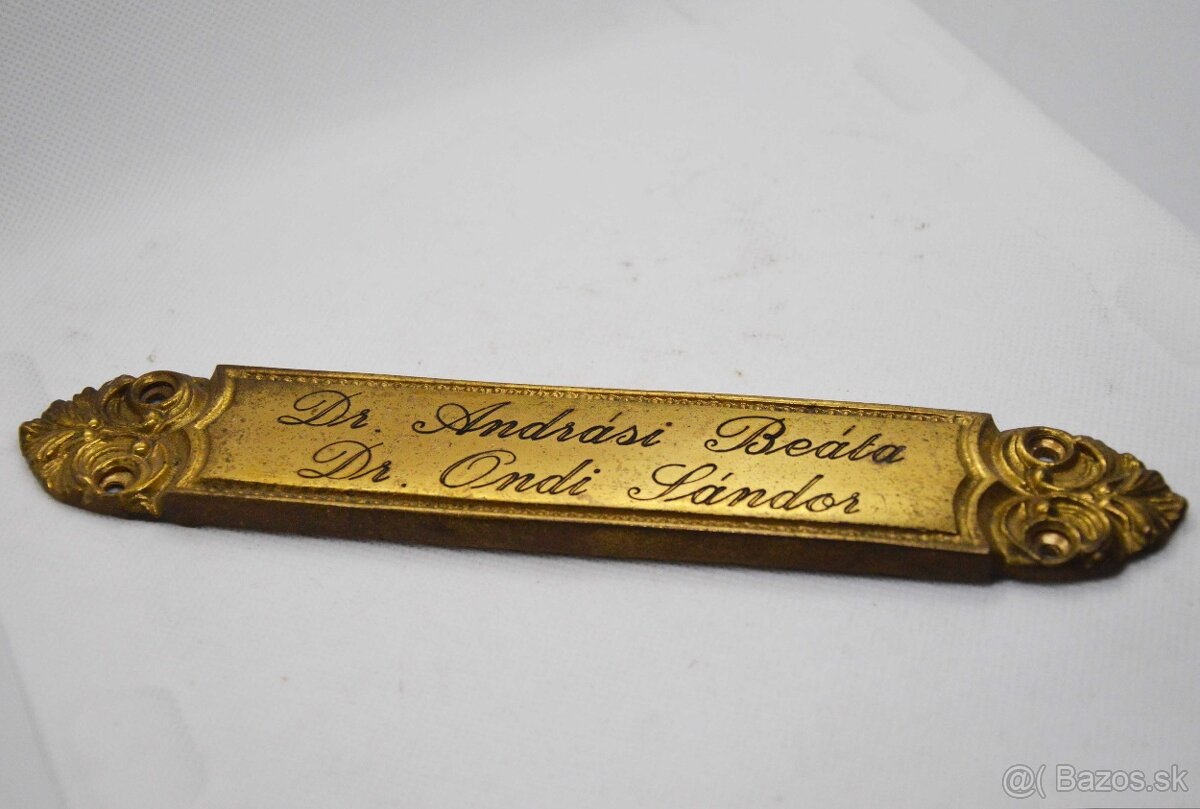 Dr. Andrási Beáta
Dr. Ondi Sándor
@( Bazos.sk